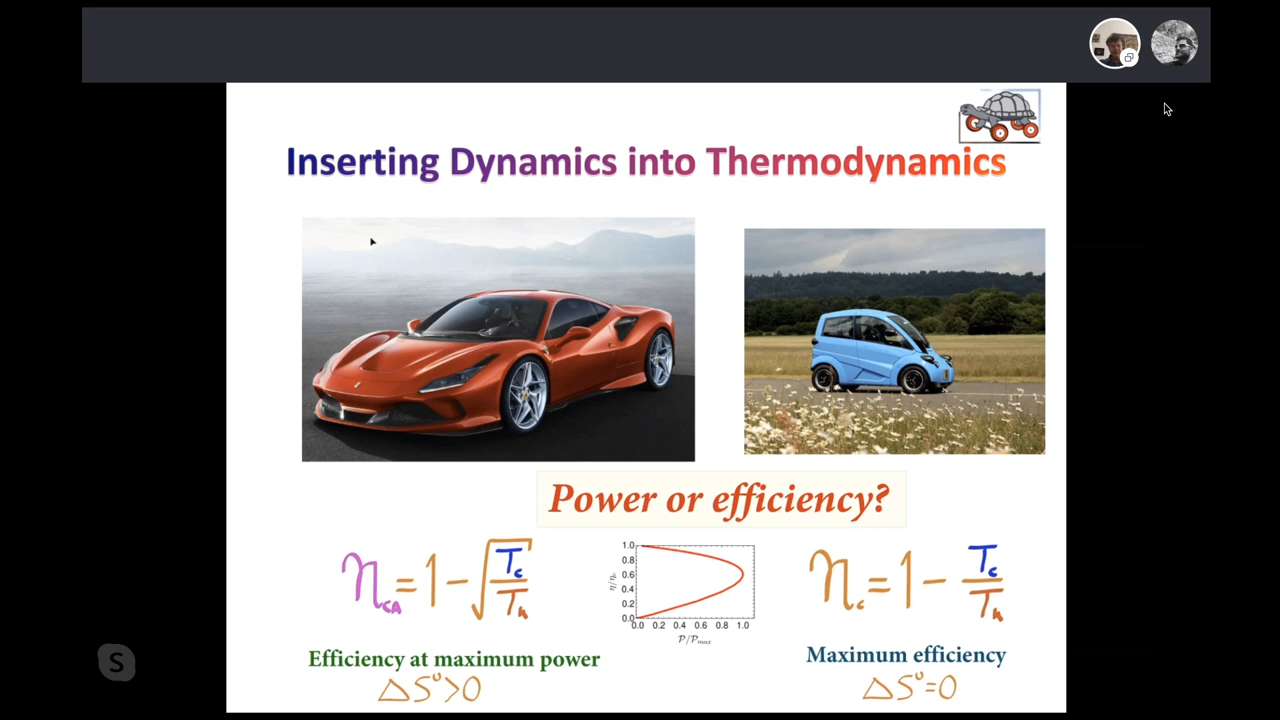 Inserting Dynamics into Thermodynamics
Power or efficiency?
η_CA = 1 - √(T_c/T_h)
1.0
0.8
0.6
0.4
0.2
0.0
η/η_c
0.0 0.2 0.4 0.6 0.8 1.0
P/P_max
η_c = 1 - T_c/T_h
Efficiency at maximum power
ΔS^U>0
Maximum efficiency
ΔS^U=0
S